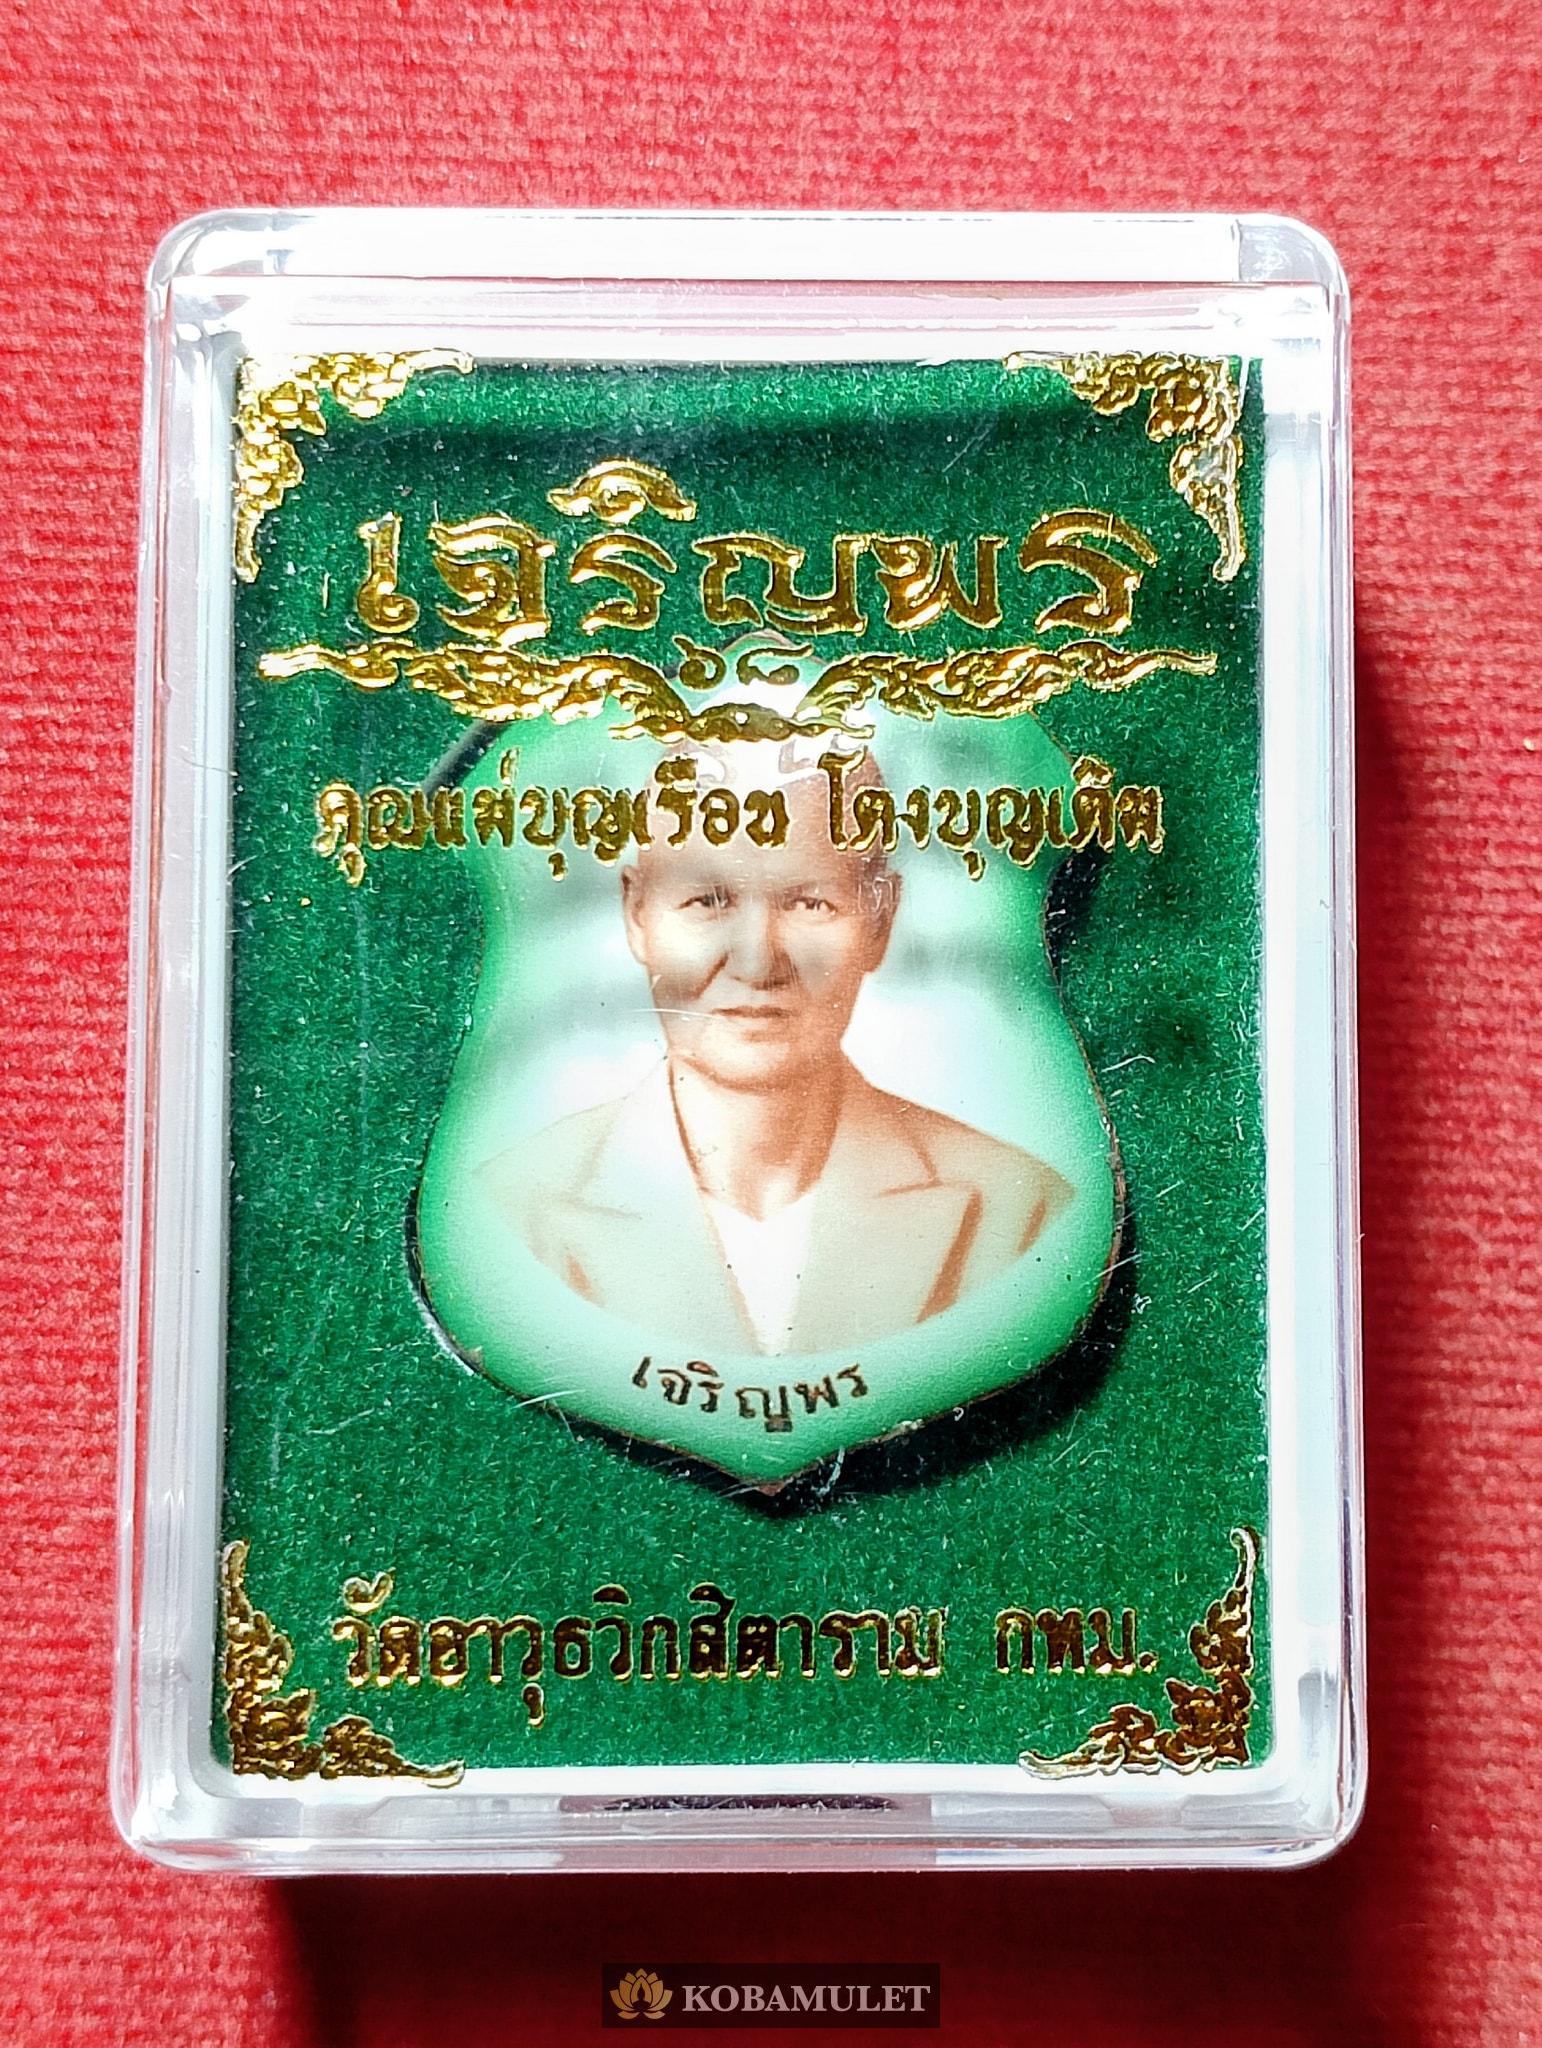 เจริญพร
๖๘
คุณแม่บุญเรือน โตงบุญเติม
เจริญพร
วัดอาวุธวิกสิตาราม กทม.
KOBAMULET